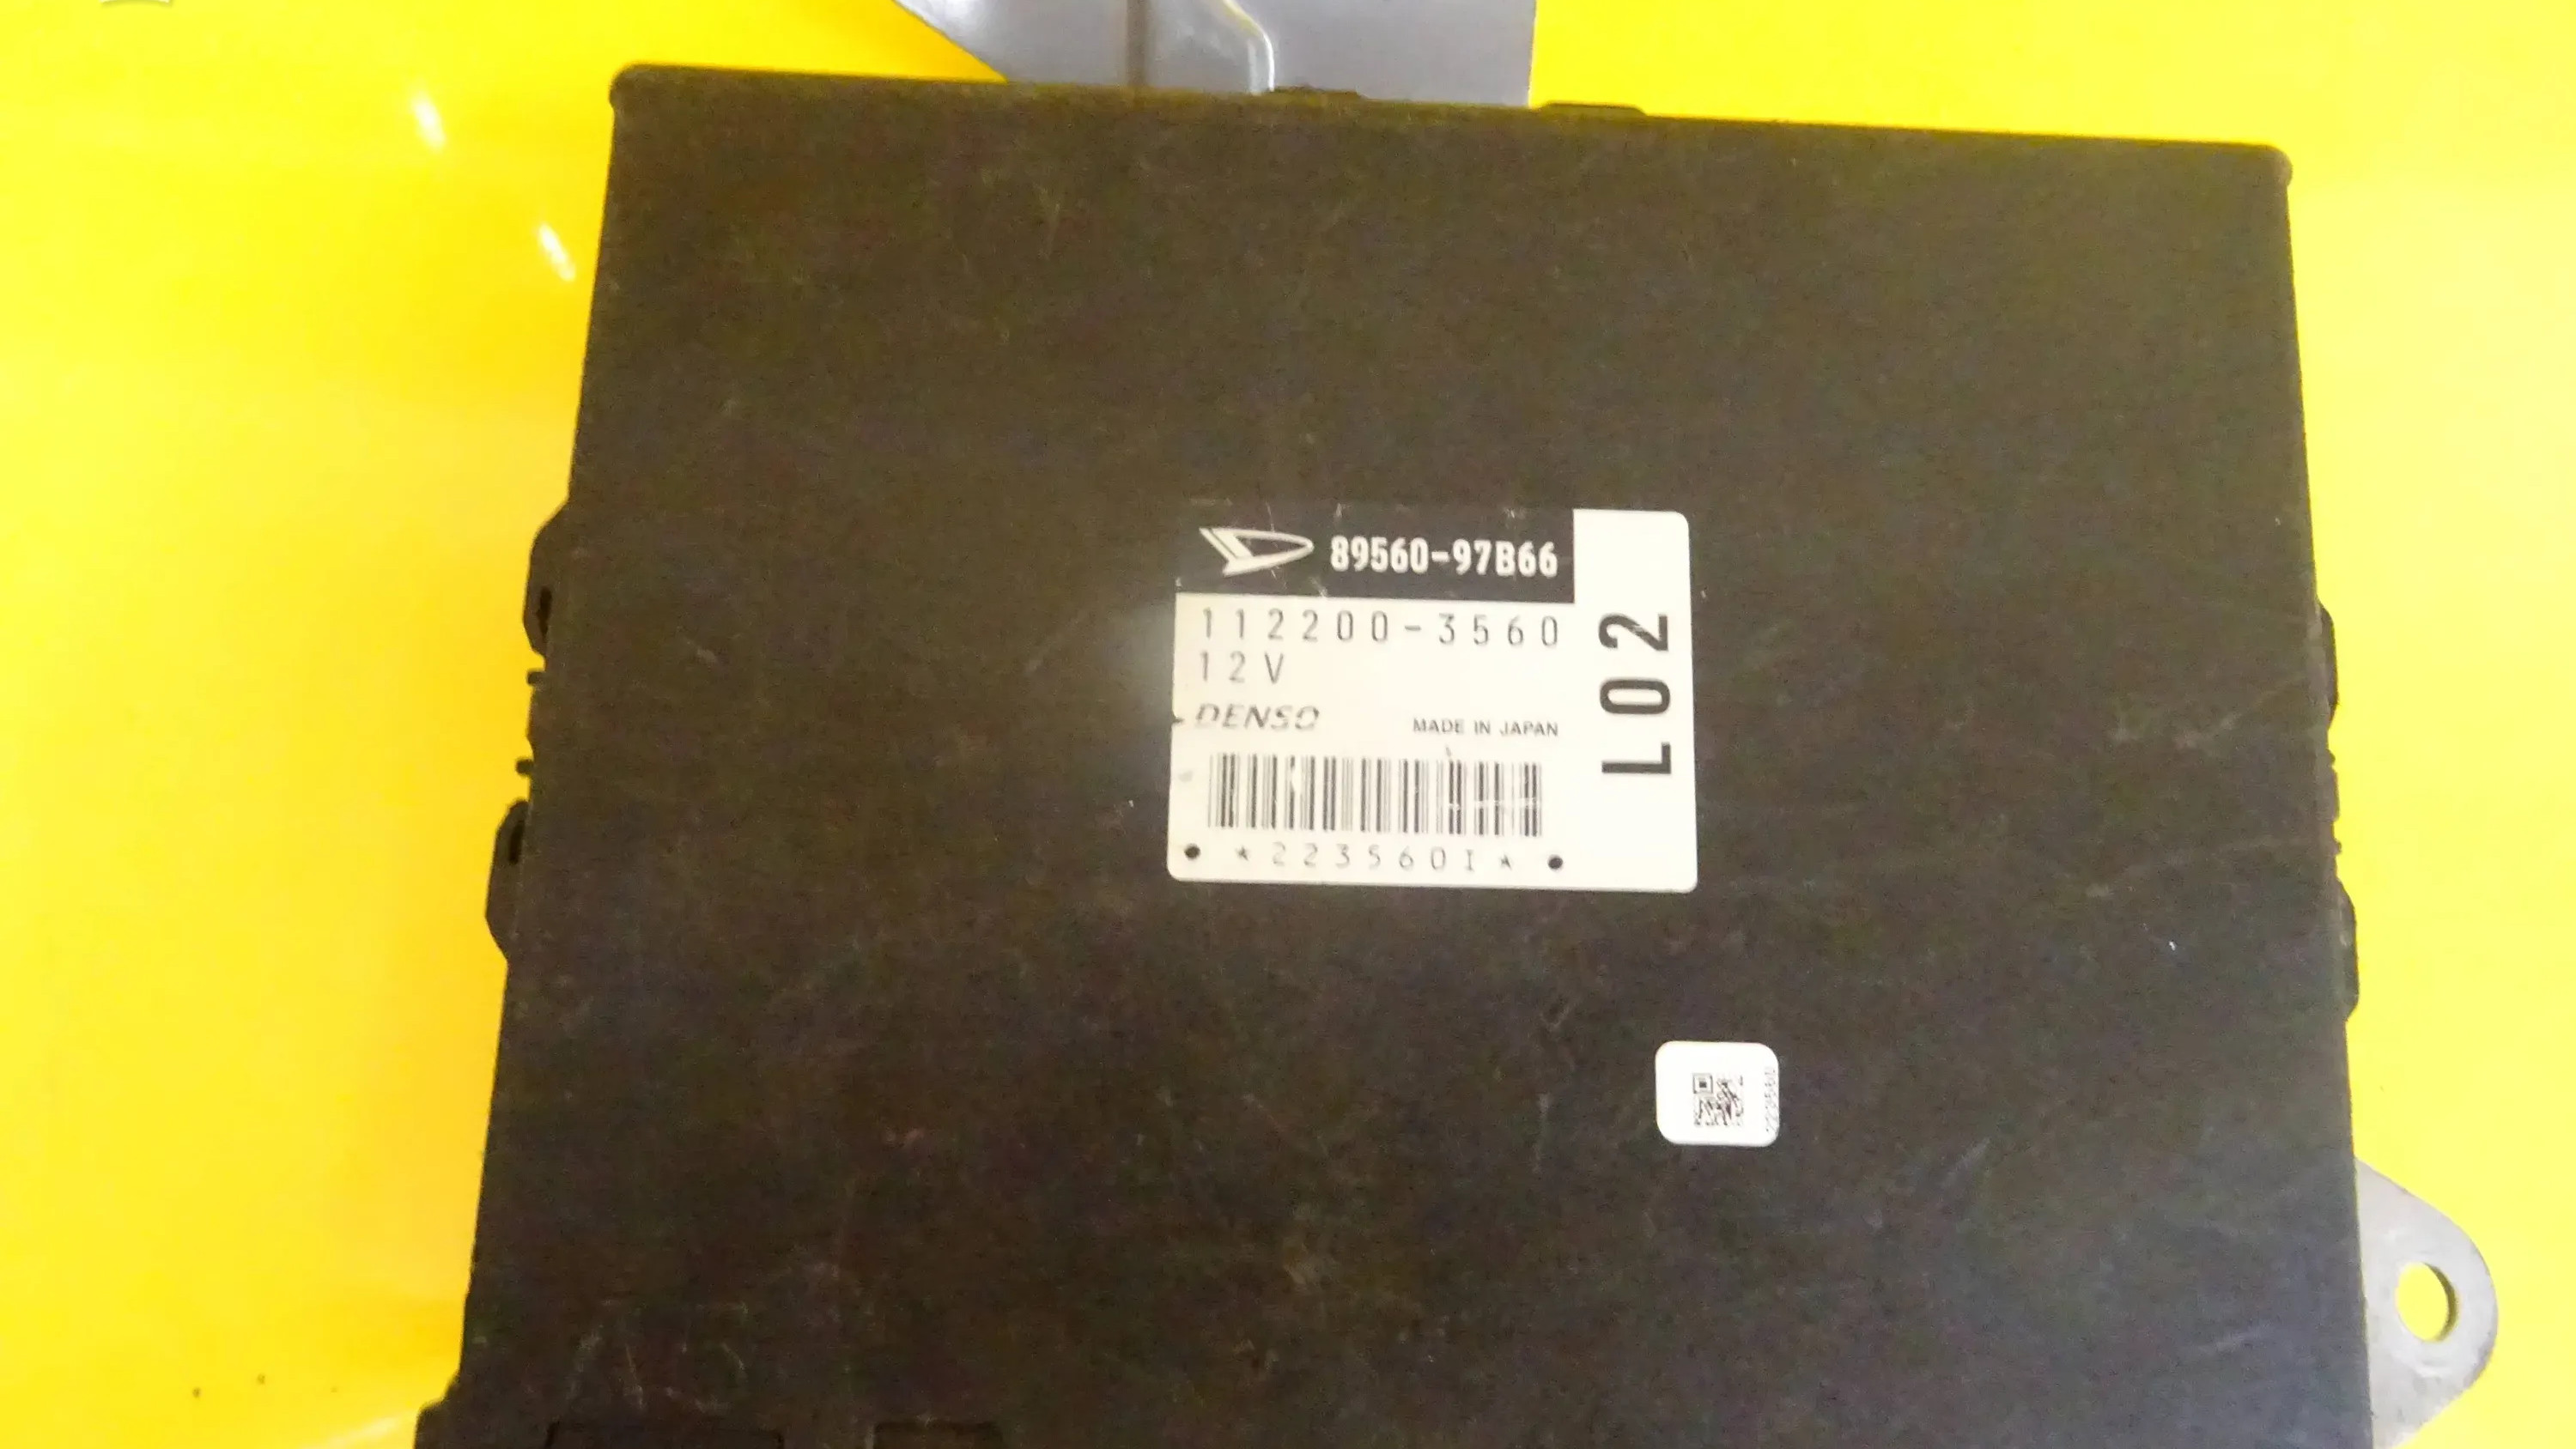 89560-97B66
112200-3560
12V
DENSO MADE IN JAPAN
*223560I*
L02